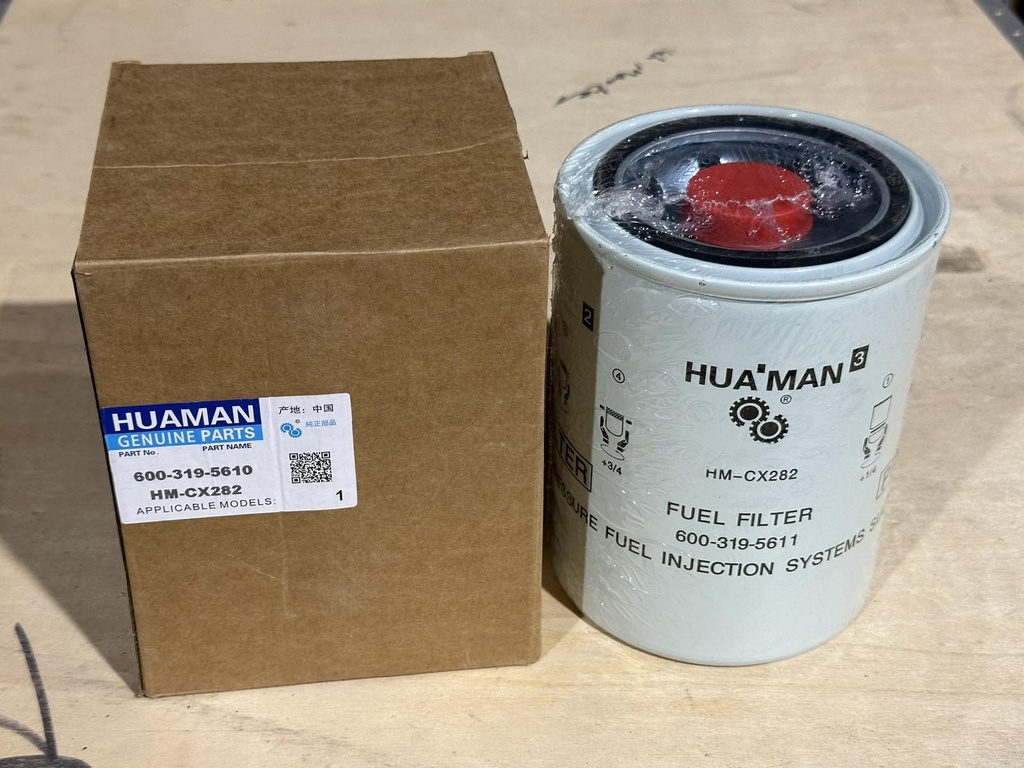 HUAMAN
GENUINE PARTS
PART No.
PART NAME
600-319-5610
HM-CX282
APPLICABLE MODELS:
产地：中国
純正部品
1
2
3
HUA'MAN
®
4
1
+3/4
+1/4
HM-CX282
FUEL FILTER
600-319-5611
FUEL INJECTION SYSTEMS